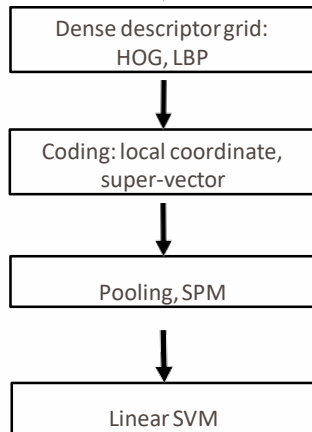 Dense descriptor grid:
HOG, LBP
Coding: local coordinate,
super-vector
Pooling, SPM
Linear SVM